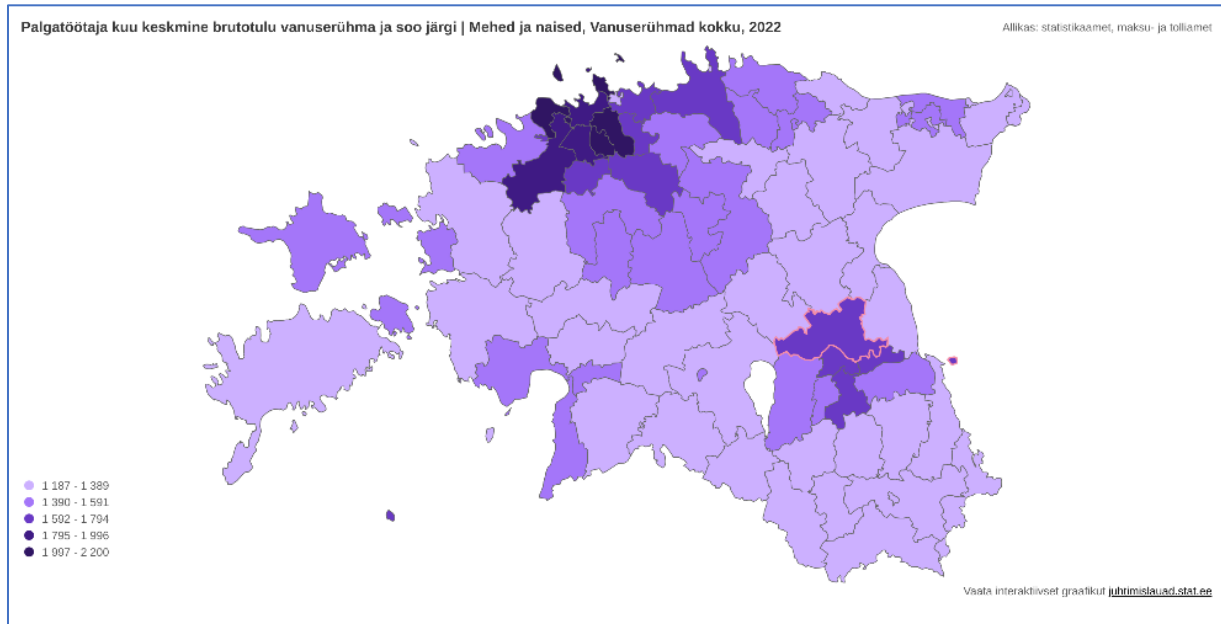 Palgatöötaja kuu keskmine brutotulu vanuserühma ja soo järgi | Mehed ja naised, Vanuserühmad kokku, 2022
Allikas: statistikaamet, maksu- ja tolliamet
1 187 - 1 389
1 390 - 1 591
1 592 - 1 794
1 795 - 1 996
1 997 - 2 200
Vaata interaktiivset graafikut juhtimislauad.stat.ee